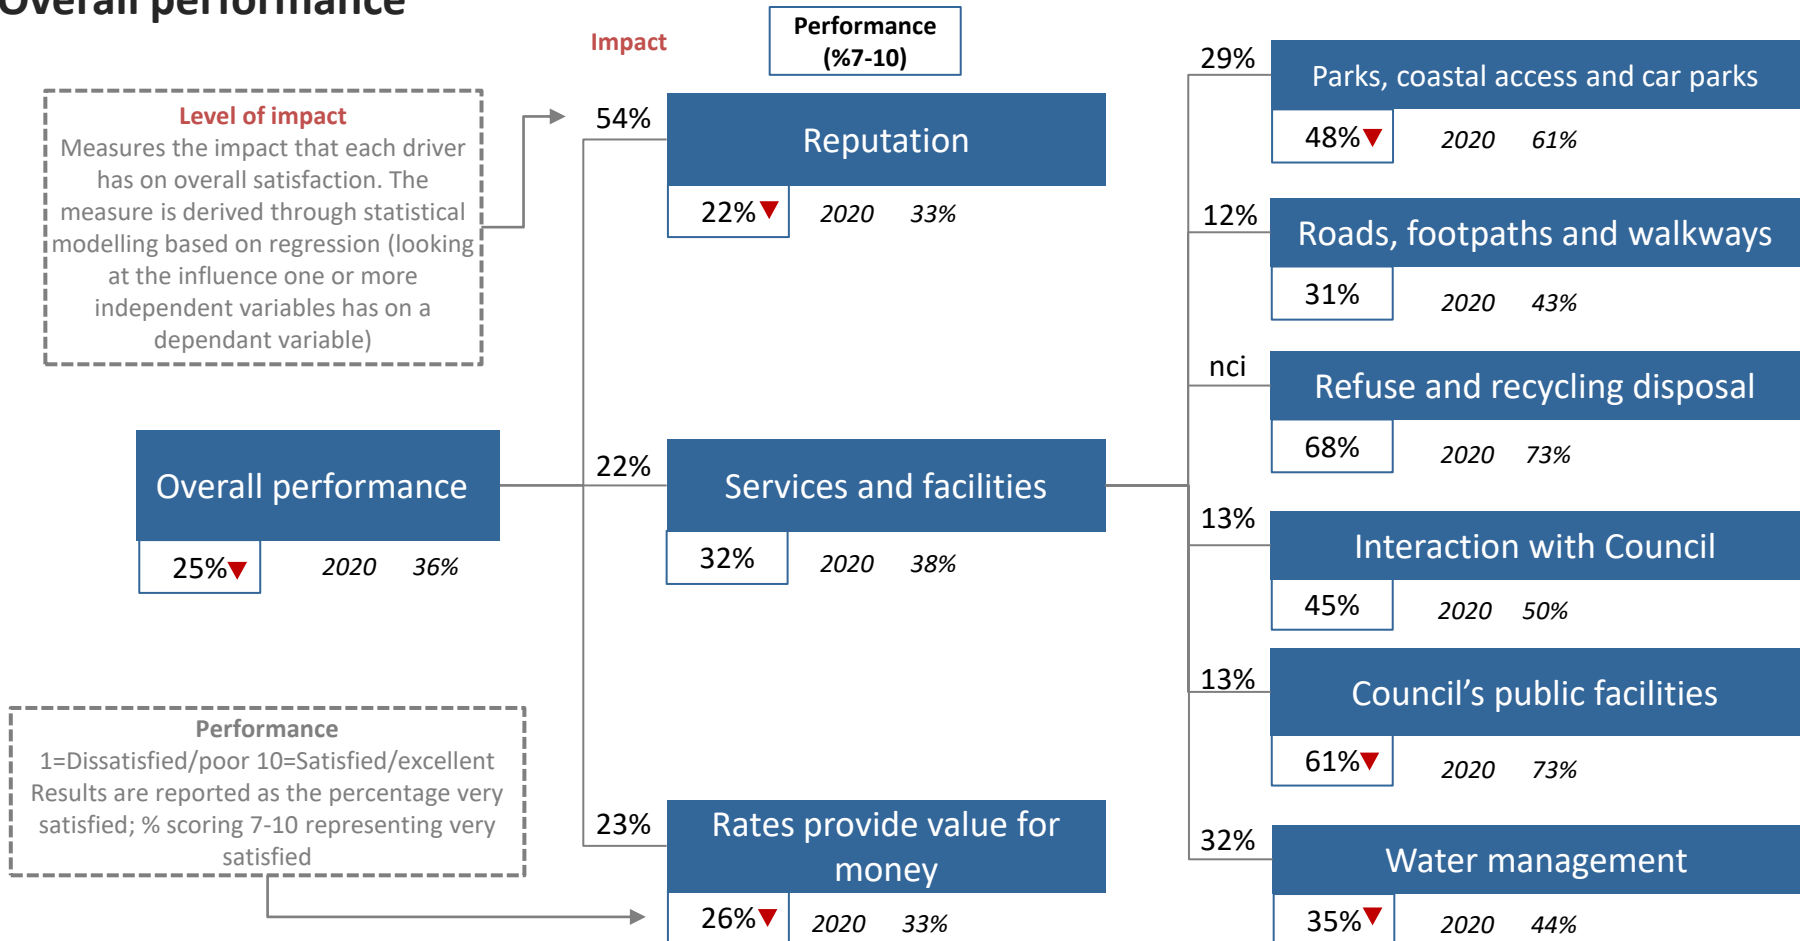 Overall performance
Impact
Performance
(%7-10)
Level of impact
Measures the impact that each driver
has on overall satisfaction. The
measure is derived through statistical
modelling based on regression (looking
at the influence one or more
independent variables has on a
dependant variable)
Overall performance
25%
2020 36%
Performance
1=Dissatisfied/poor 10=Satisfied/excellent
Results are reported as the percentage very
satisfied; % scoring 7-10 representing very
satisfied
54%
Reputation
22%
2020 33%
22%
Services and facilities
32%
2020 38%
23%
Rates provide value for
money
26%
2020 33%
29%
Parks, coastal access and car parks
48%
2020 61%
12%
Roads, footpaths and walkways
31%
2020 43%
nci
Refuse and recycling disposal
68%
2020 73%
13%
Interaction with Council
45%
2020 50%
13%
Council’s public facilities
61%
2020 73%
32%
Water management
35%
2020 44%